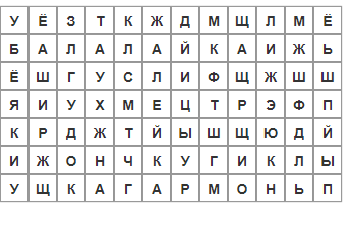 У Ё З Т К Ж Д М Щ Л М Ё
Б А Л А Л А Й К А И Ж Ь
Ё Ш Г У С Л И Ф Щ Ж Ш Ш
Я И У Х М Е Ц Т Р Э Ф П
К Р Д Ж Т Й Ы Ш Щ Ю Д Й
И Ж О Н Ч К У Г И К Л Ы
У Щ К А Г А Р М О Н Ь П